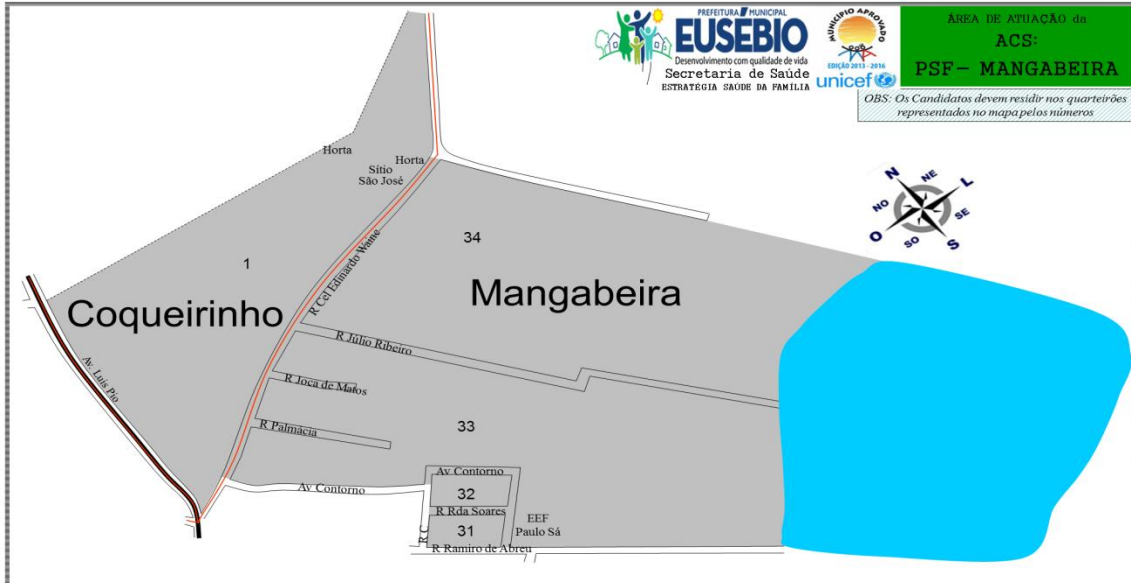 PREFEITURA MUNICIPAL
EUSÉBIO
Desenvolvimento com qualidade de vida
Secretaria de Saúde
ESTRATÉGIA SAÚDE DA FAMÍLIA
MUNICÍPIO APROVADO
EDIÇÃO 2013 - 2016
unicef
ÁREA DE ATUAÇÃO da
ACS:
PSF- MANGABEIRA
OBS: Os Candidatos devem residir nos quarteirões
representados no mapa pelos números
N
NE
L
SE
S
SO
O
NO
Horta
Horta
Sítio
São José
34
1
R Cel Edinardo Wame
Coqueirinho
Mangabeira
R Júlio Ribeiro
Av. Luis Pio
R Joca de Matos
R Palmácia
33
Av Contorno
Av Contorno
32
R Rda Soares
R C
31
EEF
Paulo Sá
R Ramiro de Abreu